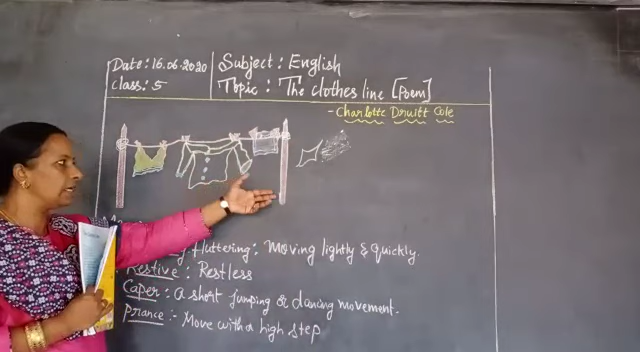 Date: 16.06.2020
Class: 5
Subject: English
Topic: The clothes line [Poem]
- Charlotte Druitt Cole
fluttering: Moving lightly & quickly.
Restive: Restless
Caper: A short jumping or dancing movement.
Prance:- Move with a high step